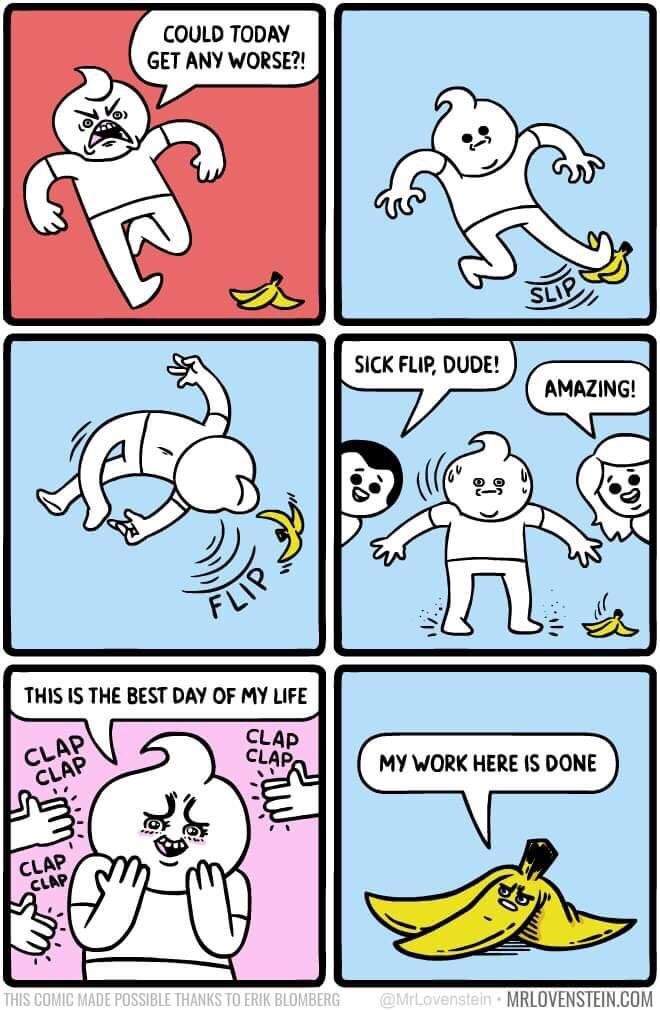 COULD TODAY
GET ANY WORSE?!
SLIP
FLIP
SICK FLIP, DUDE!
AMAZING!
THIS IS THE BEST DAY OF MY LIFE
CLAP
CLAP
CLAP
CLAP
CLAP
CLAP
MY WORK HERE IS DONE
THIS COMIC MADE POSSIBLE THANKS TO ERIK BLOMBERG
@MrLovenstein • MRLOVENSTEIN.COM